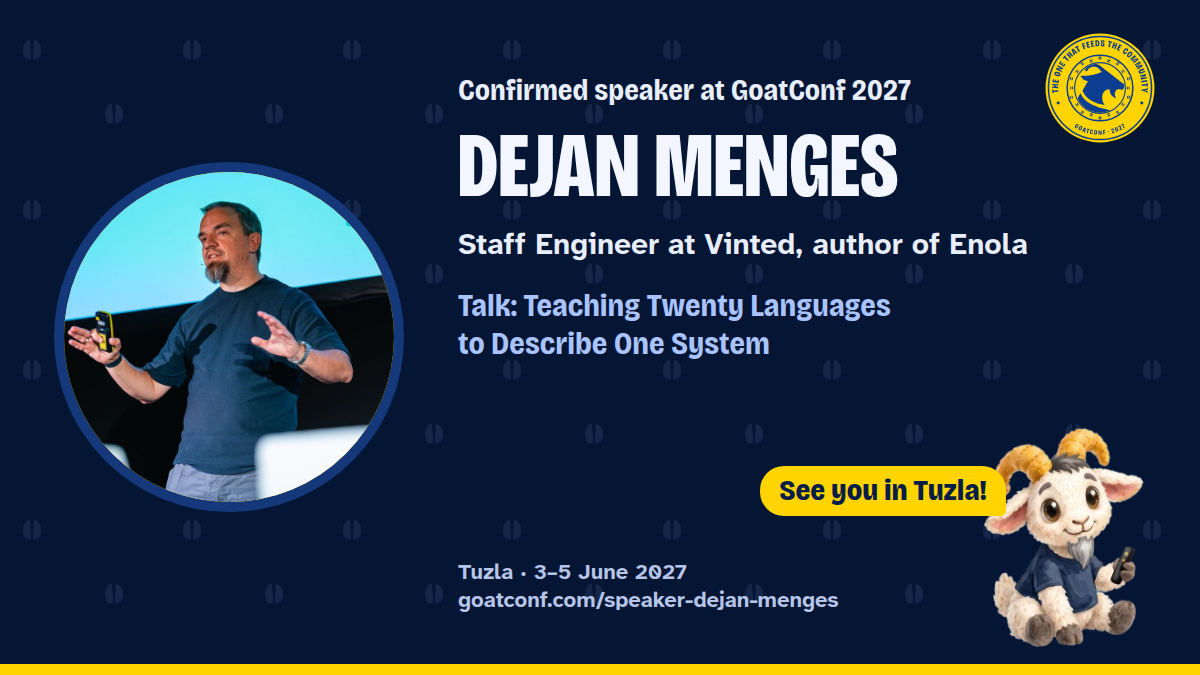 Confirmed speaker at GoatConf 2027
THE ONE THAT FEEDS THE COMMUNITY
GOATCONF · 2027
DEJAN MENGES
Staff Engineer at Vinted, author of Enola
Talk: Teaching Twenty Languages
to Describe One System
See you in Tuzla!
Tuzla · 3–5 June 2027
goatconf.com/speaker-dejan-menges